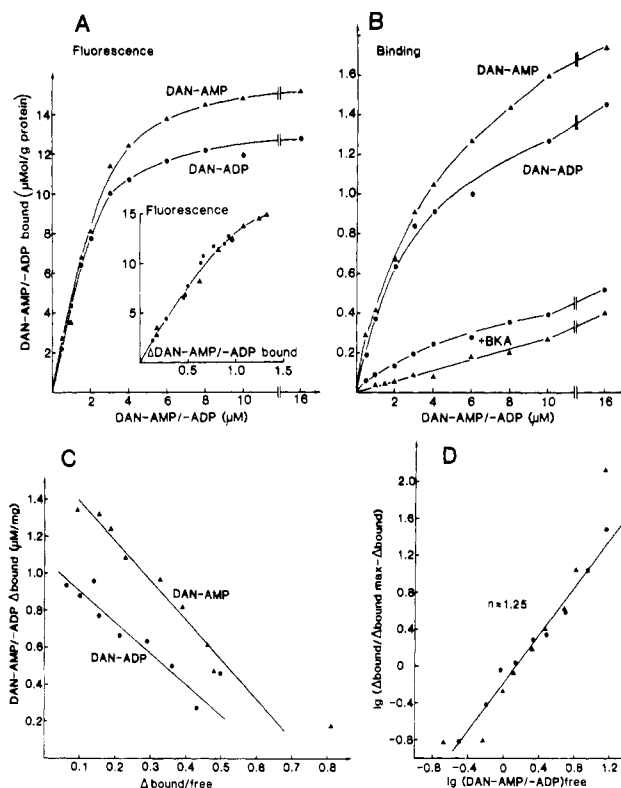 A
Fluorescence
DAN-AMP/-ADP bound (μMol/g protein)
14
12
10
8
6
4
2
DAN-AMP
DAN-ADP
Fluorescence
15
10
5
0.5
1.0
1.5
ΔDAN-AMP/-ADP bound
2
4
6
8
10
16
DAN-AMP/-ADP (μM)
B
Binding
1.6
1.4
1.2
1.0
0.8
0.6
0.4
0.2
DAN-AMP
DAN-ADP
+BKA
2
4
6
8
10
16
DAN-AMP/-ADP (μM)
C
DAN-AMP/-ADP Δbound (μM/mg)
1.4
1.2
1.0
0.8
0.6
0.4
0.2
DAN-AMP
DAN-ADP
0.1
0.2
0.3
0.4
0.5
0.6
0.7
0.8
Δ bound/free
D
lg (Δbound/Δbound max-Δbound)
2.0
1.6
1.2
0.8
0.4
0
-0.4
-0.8
n=1.25
-0.8
-0.4
0
0.4
0.8
1.2
lg (DAN-AMP/-ADP)free